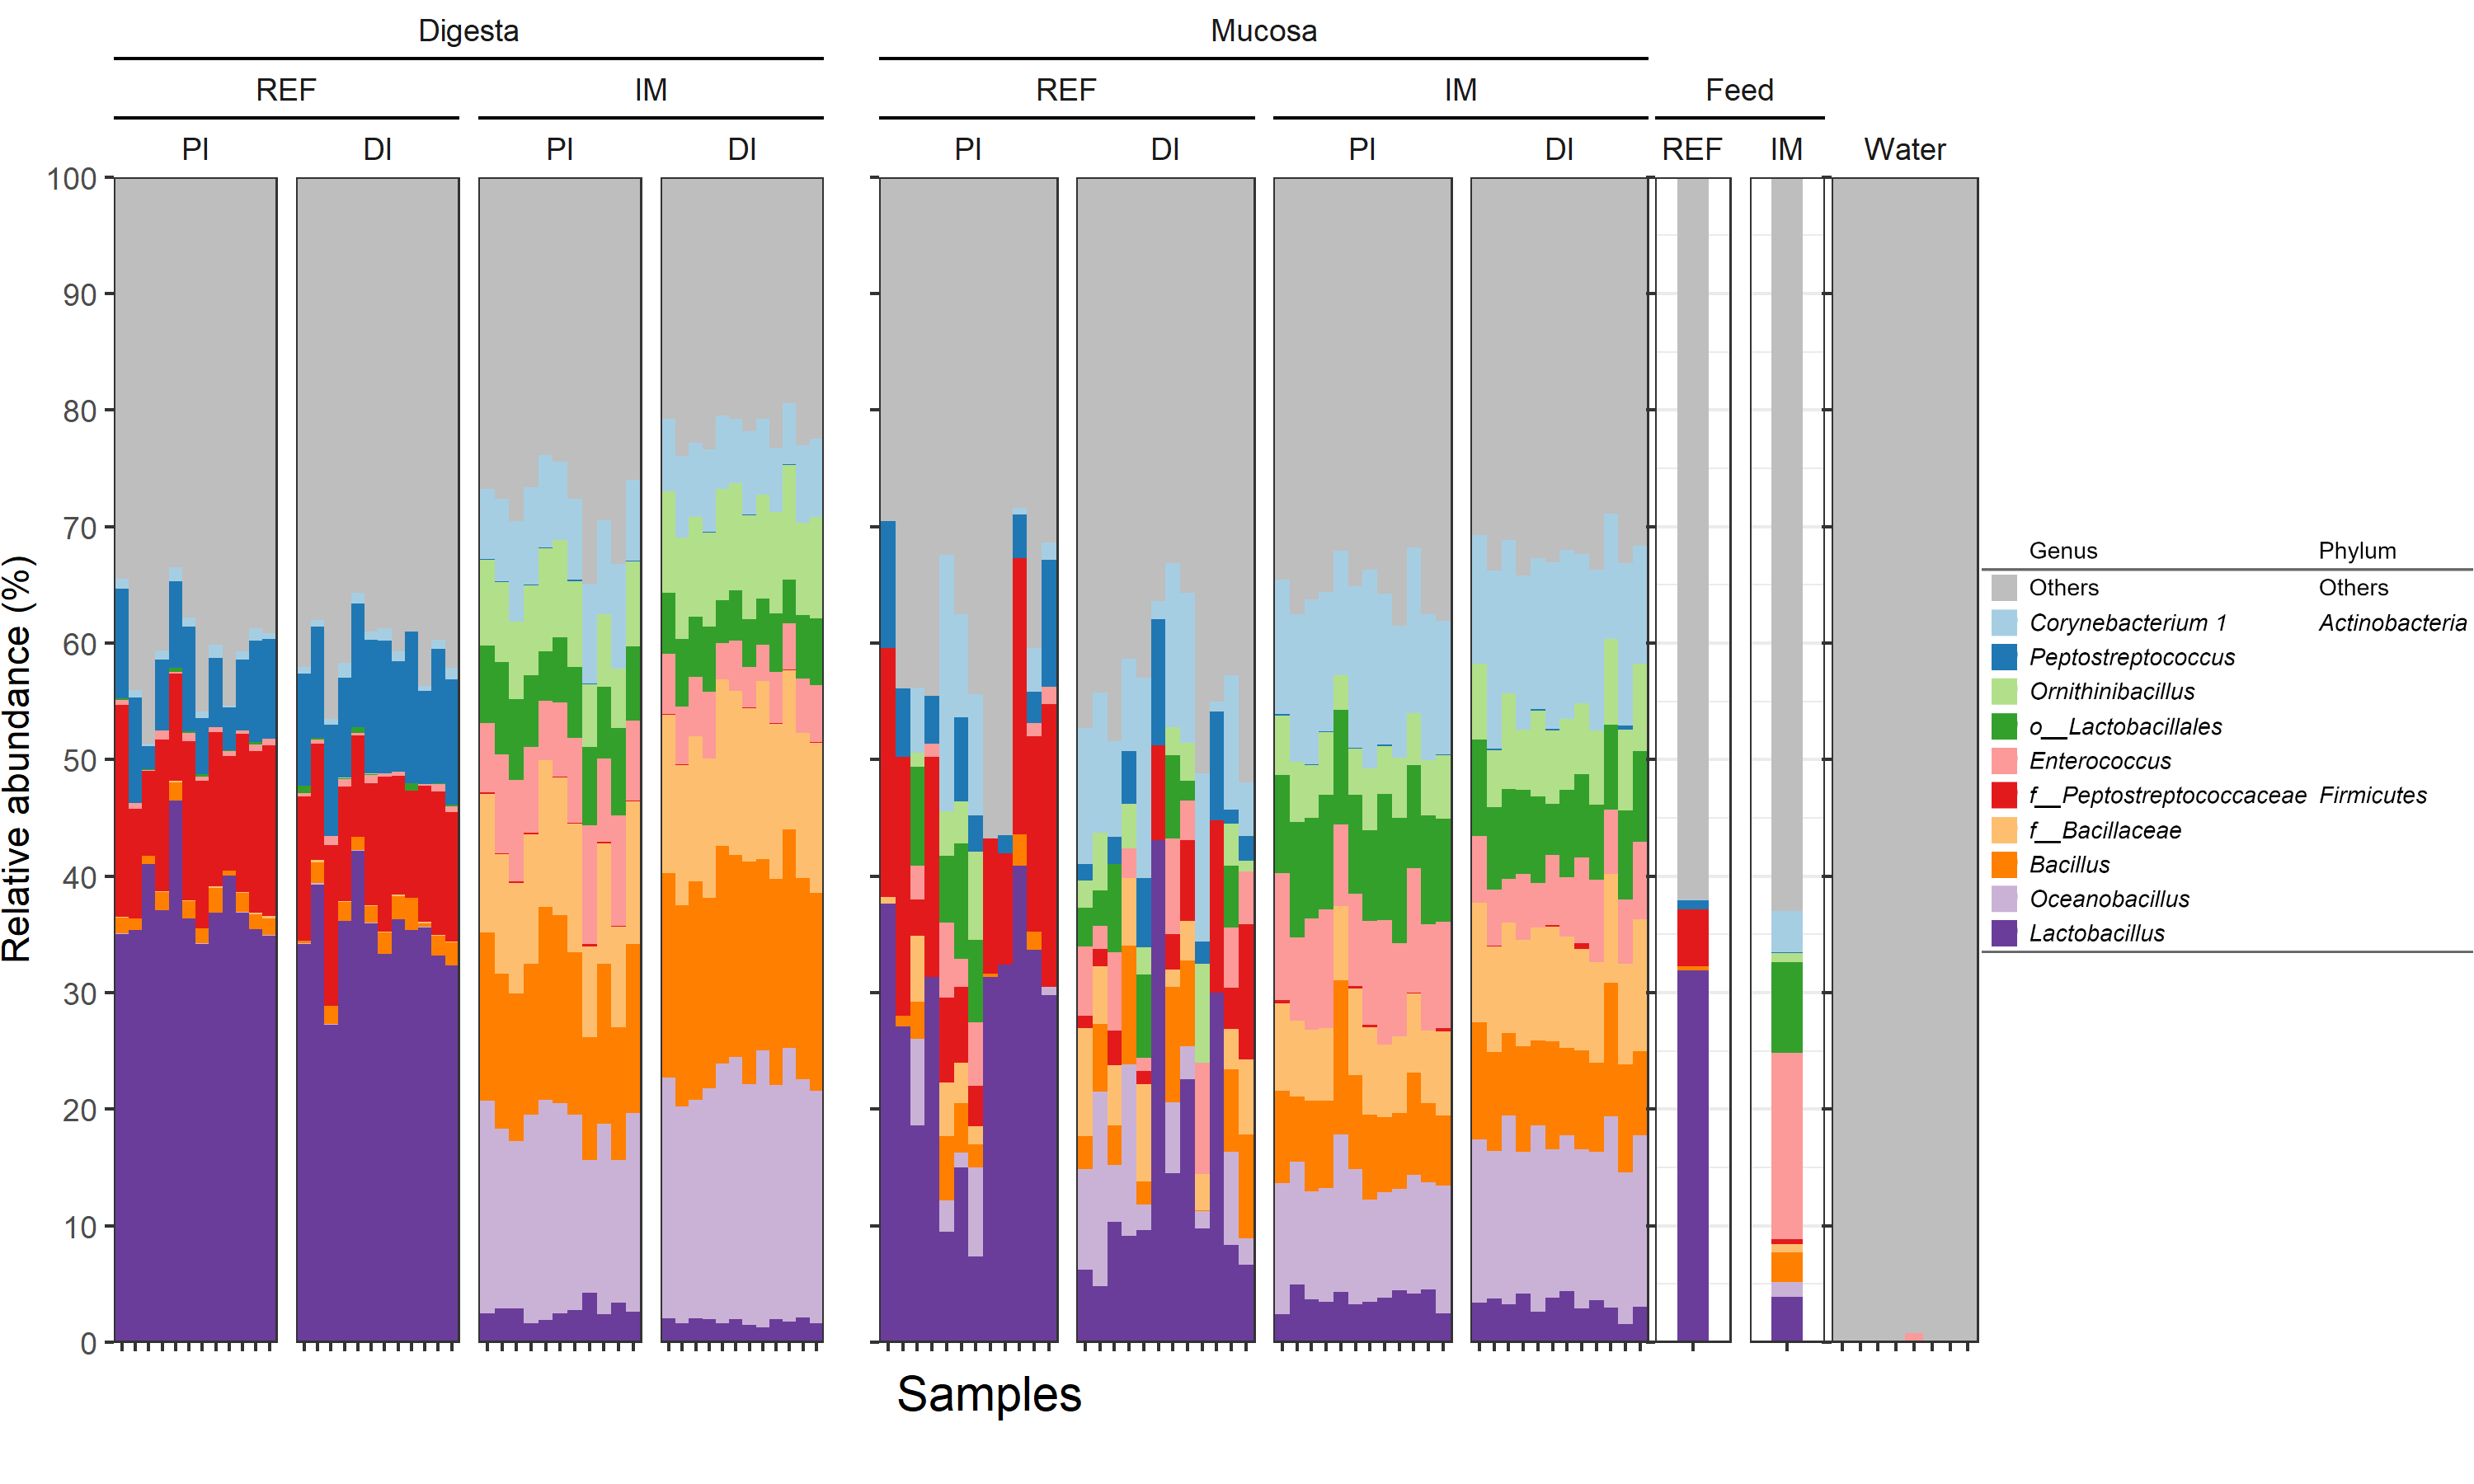 Digesta Mucosa
REF IM REF IM Feed
PI DI PI DI PI DI PI DI REF IM Water
100
90
80
70
60
50
40
30
20
10
0
Relative abundance (%)
Samples
Genus Phylum
Others Others
Corynebacterium 1 Actinobacteria
Peptostreptococcus
Ornithinibacillus
o__Lactobacillales
Enterococcus
f__Peptostreptococcaceae Firmicutes
f__Bacillaceae
Bacillus
Oceanobacillus
Lactobacillus